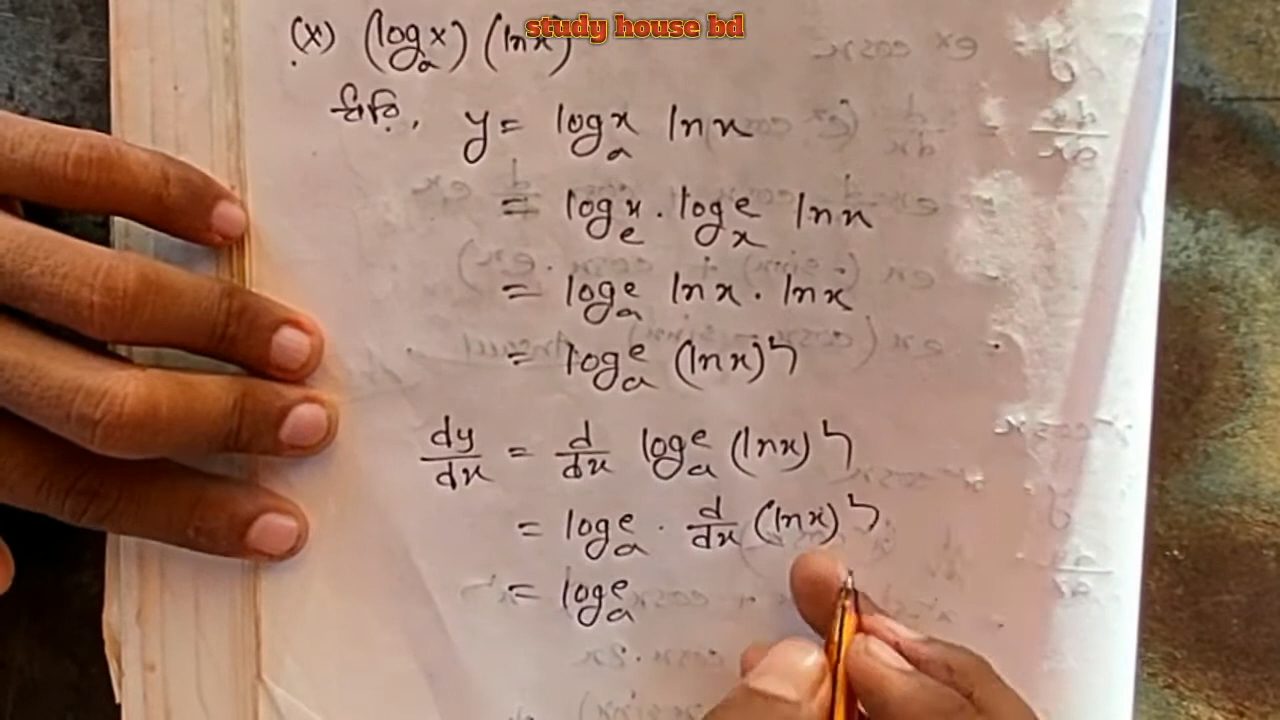 study house bd
(x) (logₐx) (lnx)
ধরি, y = logₐx lnx
= logₑx . logₓe lnx
= logₐe lnx . lnx
= logₐe (lnx)²
dy/dx = d/dx logₐe (lnx)²
= logₐe . d/dx (lnx)²
= logₐe